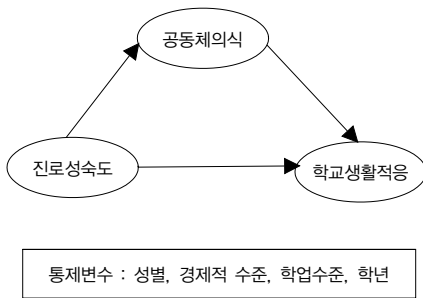 공동체의식
진로성숙도
학교생활적응
통제변수 : 성별, 경제적 수준, 학업수준, 학년